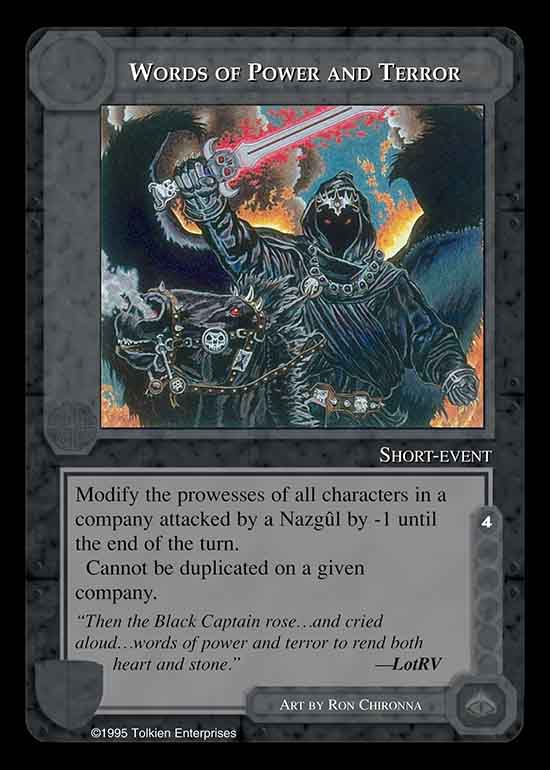 Words of Power and Terror
Short-event
Modify the prowesses of all characters in a
company attacked by a Nazgûl by -1 until
the end of the turn.
Cannot be duplicated on a given
company.
4
“Then the Black Captain rose…and cried
aloud…words of power and terror to rend both
heart and stone.” —LotRV
Art by Ron Chironna
©1995 Tolkien Enterprises